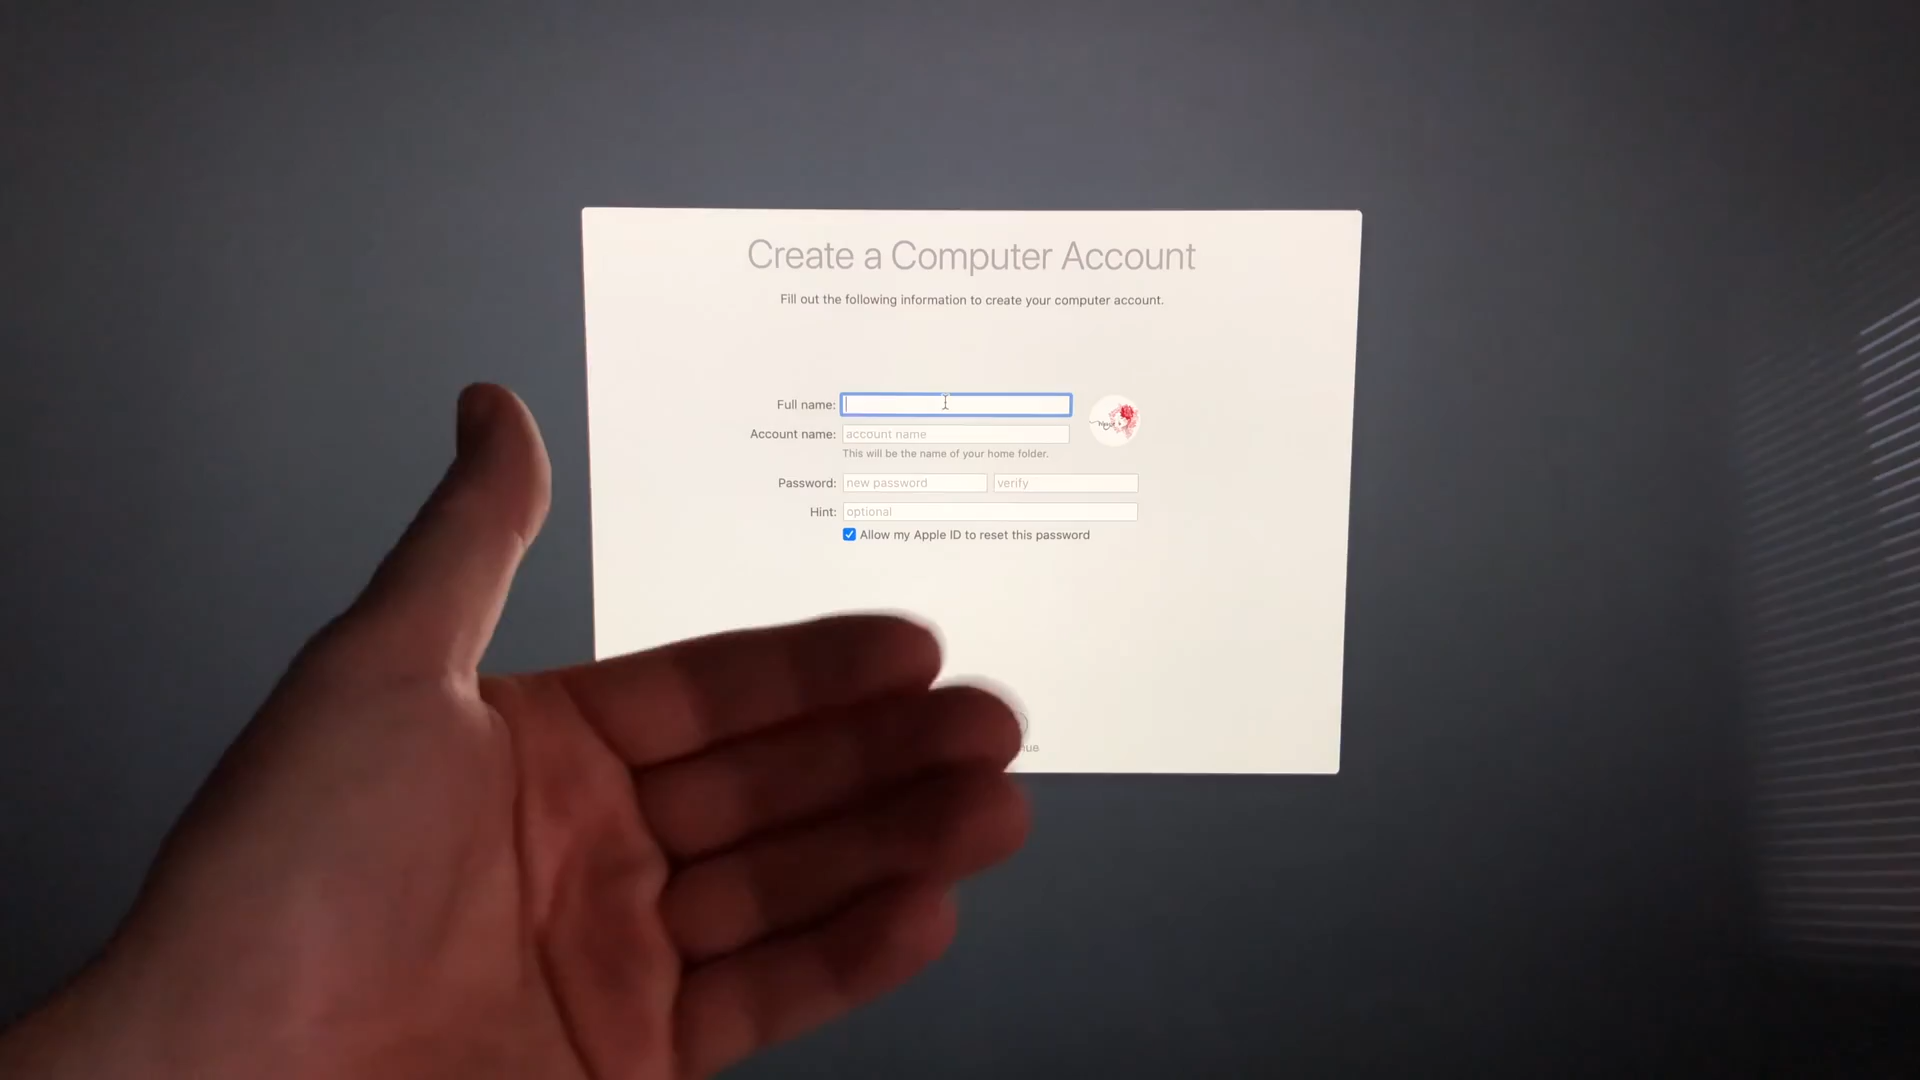 Create a Computer Account
Fill out the following information to create your computer account.
Full name:
Account name: account name
This will be the name of your home folder.
Password: new password verify
Hint: optional
Allow my Apple ID to reset this password